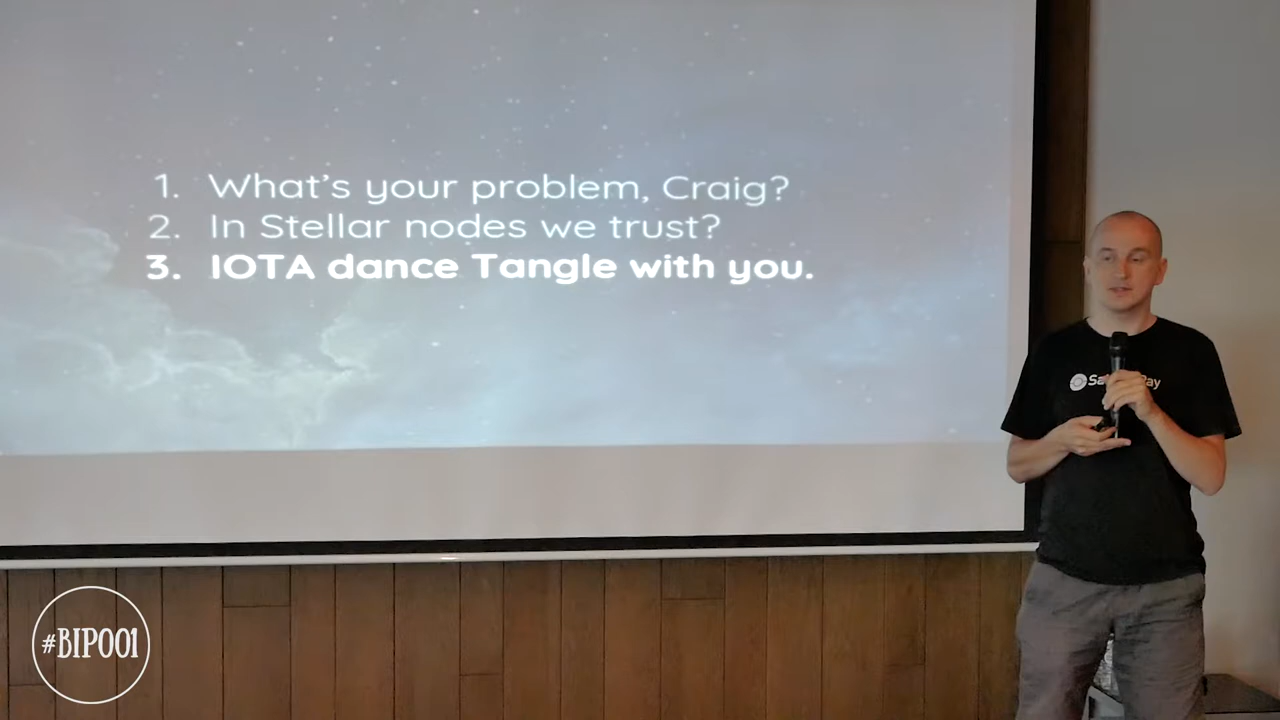 1. What's your problem, Craig?
2. In Stellar nodes we trust?
3. IOTA dance Tangle with you.
#BIP001